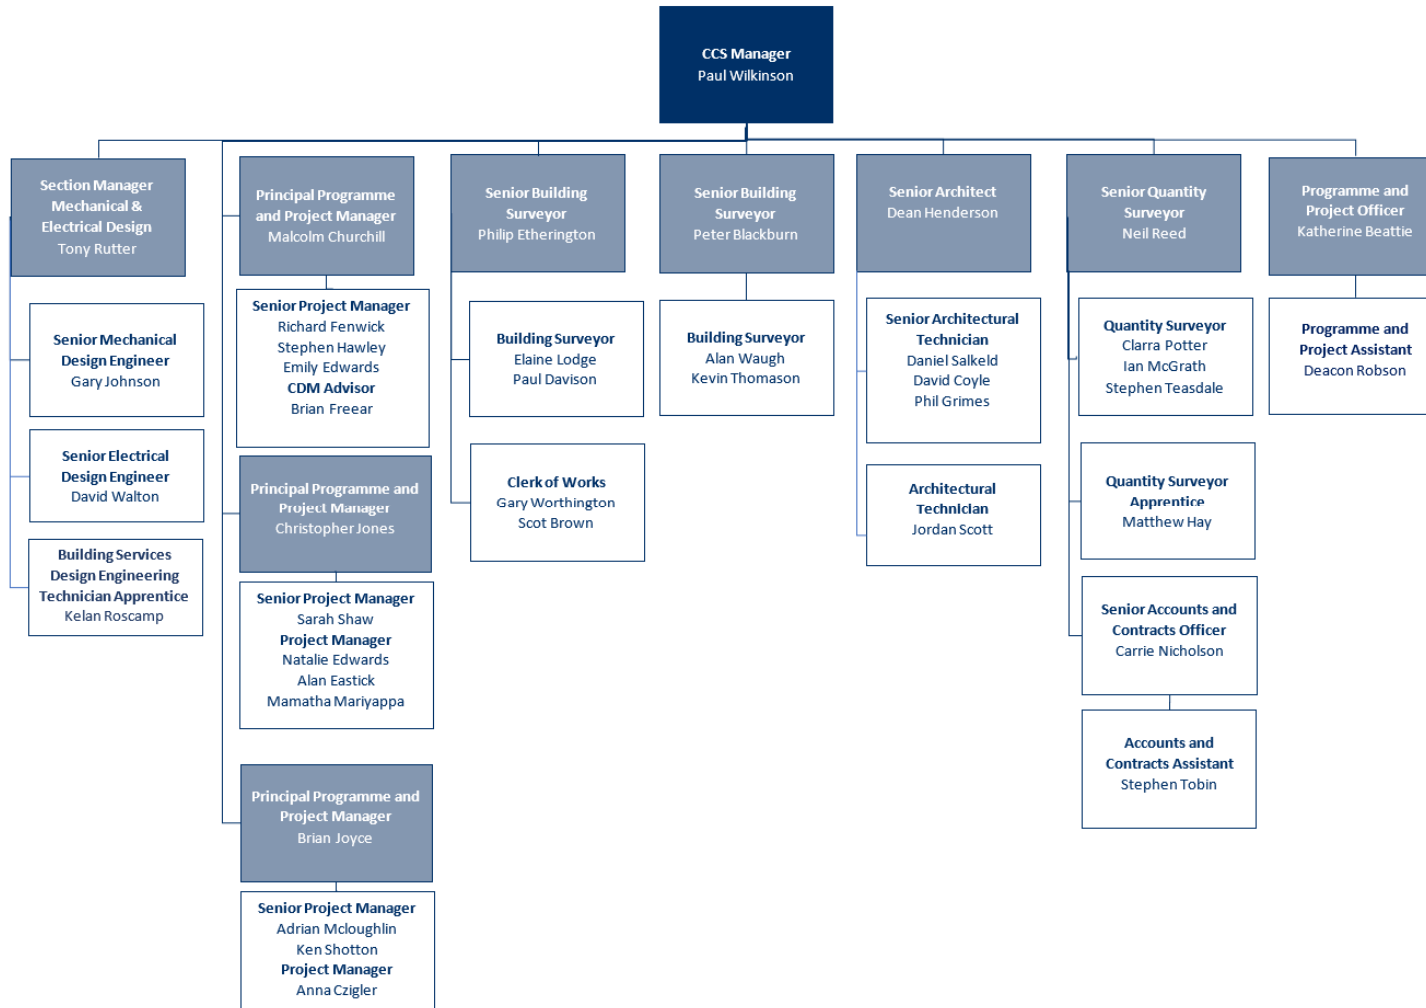 CCS Manager
Paul Wilkinson
Section Manager
Mechanical &
Electrical Design
Tony Rutter
Senior Mechanical
Design Engineer
Gary Johnson
Senior Electrical
Design Engineer
David Walton
Building Services
Design Engineering
Technician Apprentice
Kelan Roscamp
Principal Programme
and Project Manager
Malcolm Churchill
Senior Project Manager
Richard Fenwick
Stephen Hawley
Emily Edwards
CDM Advisor
Brian Freear
Principal Programme and
Project Manager
Christopher Jones
Senior Project Manager
Sarah Shaw
Project Manager
Natalie Edwards
Alan Eastick
Mamatha Mariyappa
Principal Programme and
Project Manager
Brian Joyce
Senior Project Manager
Adrian Mcloughlin
Ken Shotton
Project Manager
Anna Czigler
Senior Building
Surveyor
Philip Etherington
Building Surveyor
Elaine Lodge
Paul Davison
Clerk of Works
Gary Worthington
Scot Brown
Senior Building
Surveyor
Peter Blackburn
Building Surveyor
Alan Waugh
Kevin Thomason
Senior Architect
Dean Henderson
Senior Architectural
Technician
Daniel Salkeld
David Coyle
Phil Grimes
Architectural
Technician
Jordan Scott
Senior Quantity
Surveyor
Neil Reed
Quantity Surveyor
Clarra Potter
Ian McGrath
Stephen Teasdale
Quantity Surveyor
Apprentice
Matthew Hay
Senior Accounts and
Contracts Officer
Carrie Nicholson
Accounts and
Contracts Assistant
Stephen Tobin
Programme and
Project Officer
Katherine Beattie
Programme and
Project Assistant
Deacon Robson